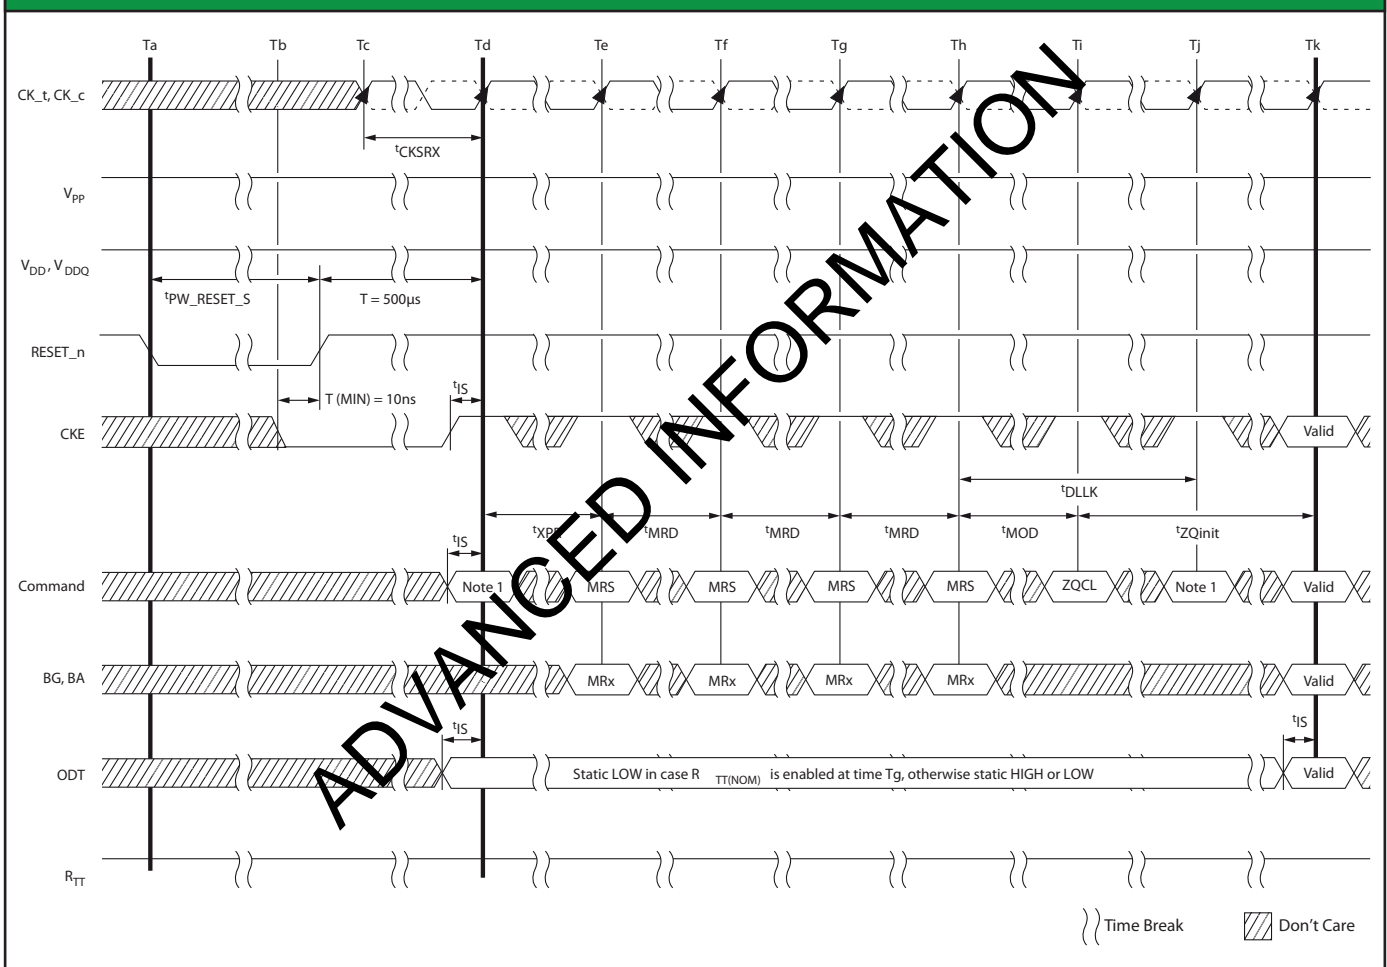 Ta Tb Tc Td Te Tf Tg Th Ti Tj Tk
CK_t, CK_c
tCKSRX
VPP
VDD, VDDQ
tPW_RESET_S T = 500µs
RESET_n
T (MIN) = 10ns tIS
CKE Valid
tDLLK
tMRD tMRD tMRD tMOD tZQinit
tIS
Command Note 1 MRS MRS MRS MRS ZQCL Note 1 Valid
BG, BA MRx MRx MRx MRx Valid
tIS tIS
ODT Static LOW in case R TT(NOM) is enabled at time Tg, otherwise static HIGH or LOW Valid
RTT
Time Break Don't Care
ADVANCED INFORMATION